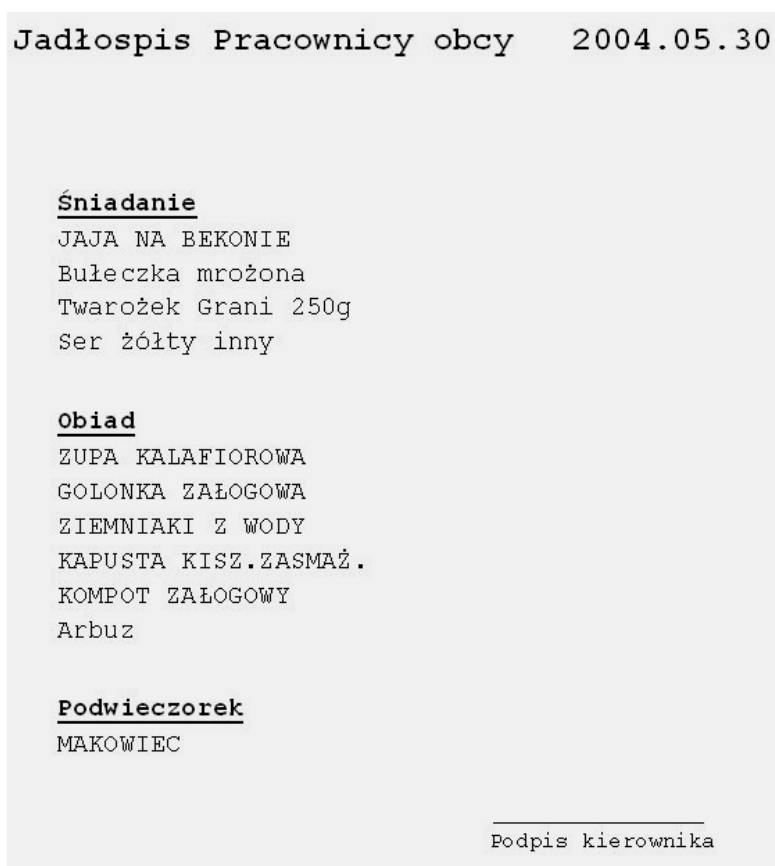 Jadłospis Pracownicy obcy 2004.05.30
Śniadanie
JAJA NA BEKONIE
Bułeczka mrożona
Twarożek Grani 250g
Ser żółty inny
Obiad
ZUPA KALAFIOROWA
GOLONKA ZAŁOGOWA
ZIEMNIAKI Z WODY
KAPUSTA KISZ.ZASMAŻ.
KOMPOT ZAŁOGOWY
Arbuz
Podwieczorek
MAKOWIEC
Podpis kierownika